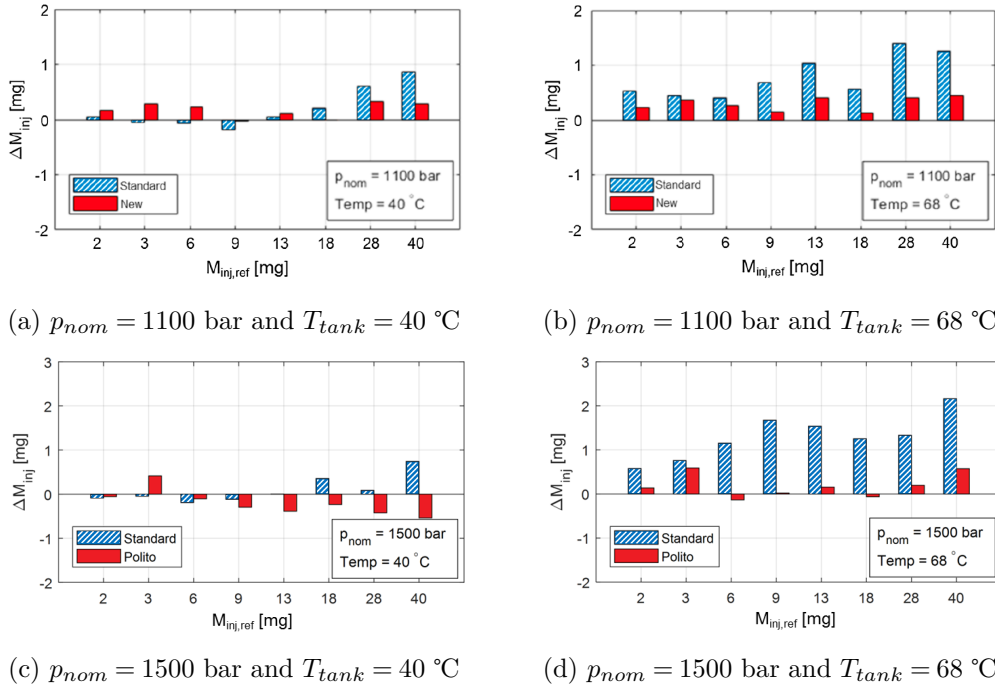 2
1
0
-1
-2
ΔM_inj [mg]
Standard
New
p_nom = 1100 bar
Temp = 40 °C
2 3 6 9 13 18 28 40
M_inj,ref [mg]
(a) p_nom = 1100 bar and T_tank = 40 ℃
2
1
0
-1
-2
ΔM_inj [mg]
Standard
New
p_nom = 1100 bar
Temp = 68 °C
2 3 6 9 13 18 28 40
M_inj,ref [mg]
(b) p_nom = 1100 bar and T_tank = 68 ℃
3
2
1
0
-1
-2
ΔM_inj [mg]
Standard
Polito
p_nom = 1500 bar
Temp = 40 °C
2 3 6 9 13 18 28 40
M_inj,ref [mg]
(c) p_nom = 1500 bar and T_tank = 40 ℃
3
2
1
0
-1
-2
ΔM_inj [mg]
Standard
Polito
p_nom = 1500 bar
Temp = 68 °C
2 3 6 9 13 18 28 40
M_inj,ref [mg]
(d) p_nom = 1500 bar and T_tank = 68 ℃